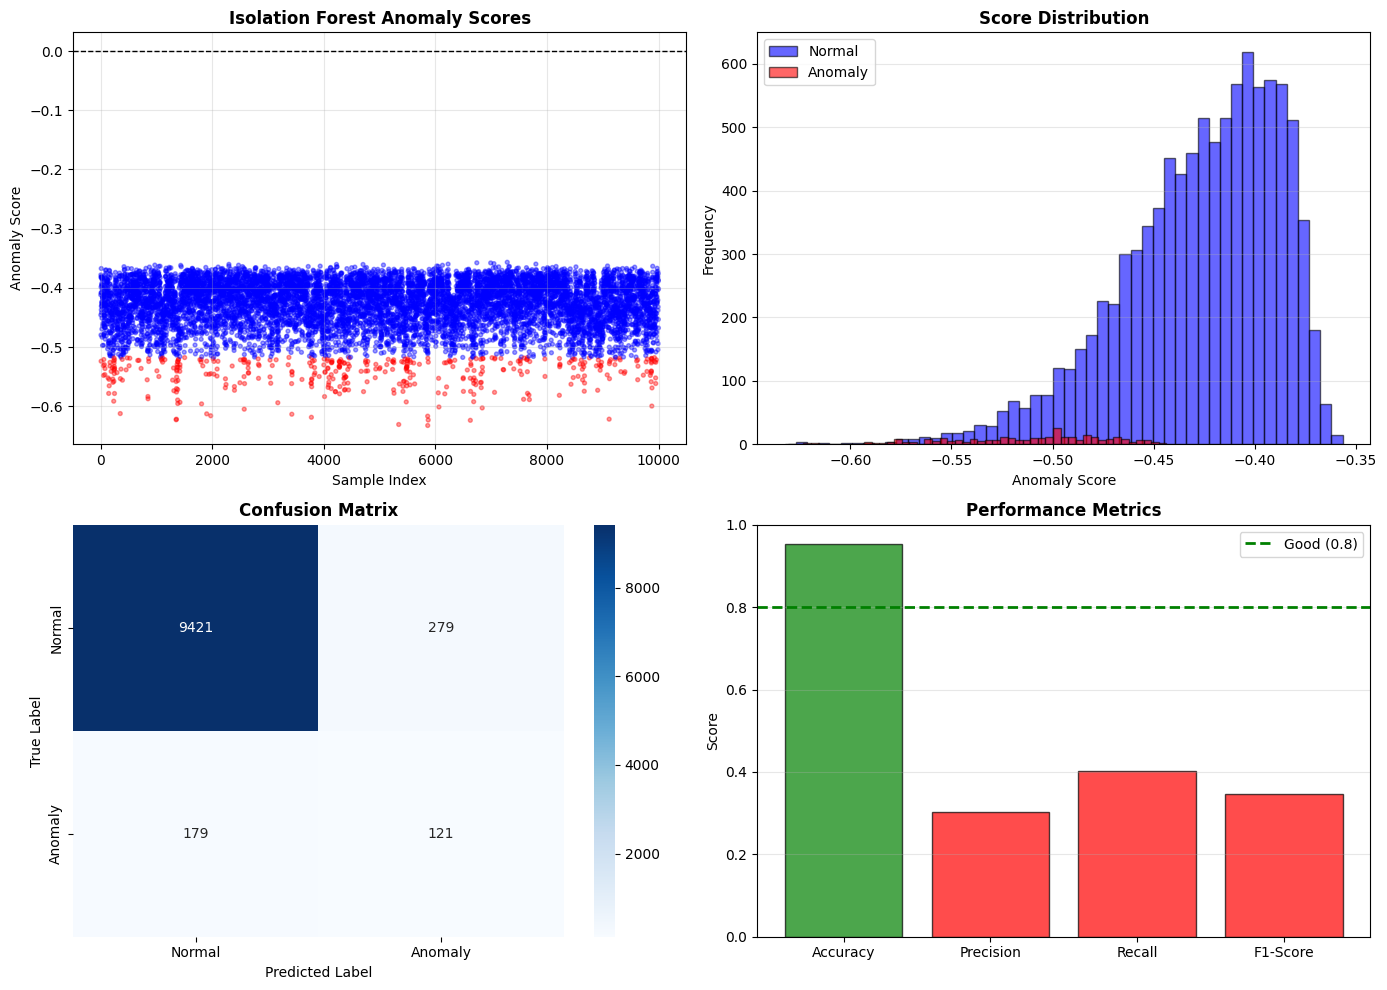 Isolation Forest Anomaly Scores
0.0
−0.1
−0.2
−0.3
−0.4
−0.5
−0.6
Anomaly Score
0
2000
4000
6000
8000
10000
Sample Index
Score Distribution
Normal
Anomaly
600
500
400
300
200
100
0
Frequency
−0.60
−0.55
−0.50
−0.45
−0.40
−0.35
Anomaly Score
Confusion Matrix
True Label
Normal
Anomaly
9421
279
179
121
Normal
Anomaly
Predicted Label
8000
6000
4000
2000
Performance Metrics
Good (0.8)
1.0
0.8
0.6
0.4
0.2
0.0
Score
Accuracy
Precision
Recall
F1-Score